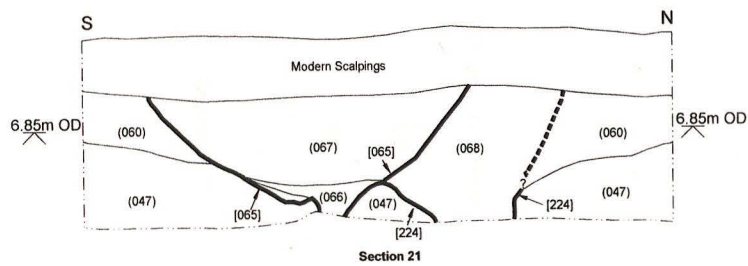 S N
Modern Scalpings
6.85m OD (060) (067) [065] (068) (060) 6.85m OD
(047) [065] (066) (047) [224] ? [224] (047)
Section 21